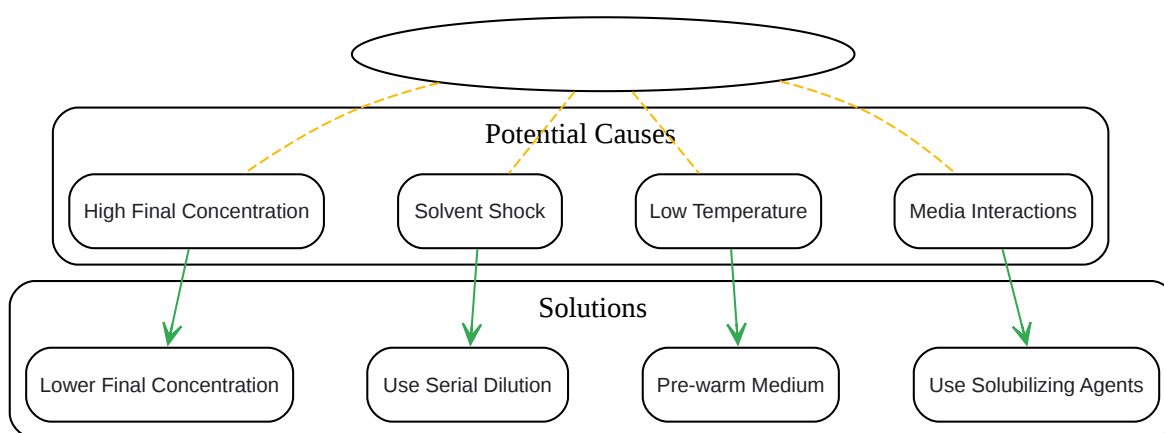 Potential Causes
High Final Concentration
Solvent Shock
Low Temperature
Media Interactions
Solutions
Lower Final Concentration
Use Serial Dilution
Pre-warm Medium
Use Solubilizing Agents